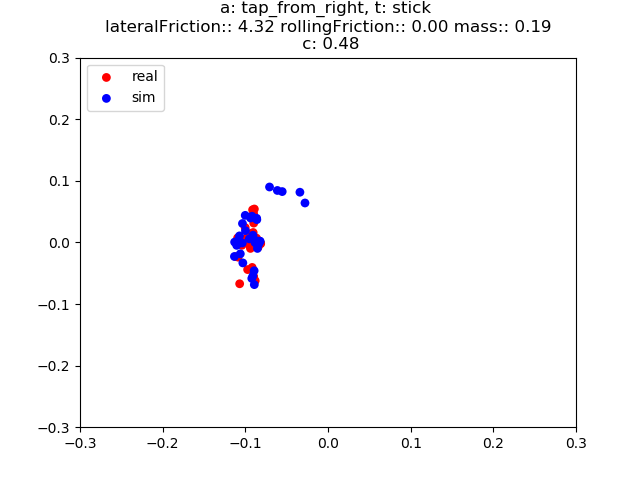 a: tap_from_right, t: stick
lateralFriction:: 4.32 rollingFriction:: 0.00 mass:: 0.19
c: 0.48
real
sim
0.3
0.2
0.1
0.0
−0.1
−0.2
−0.3
−0.3 −0.2 −0.1 0.0 0.1 0.2 0.3